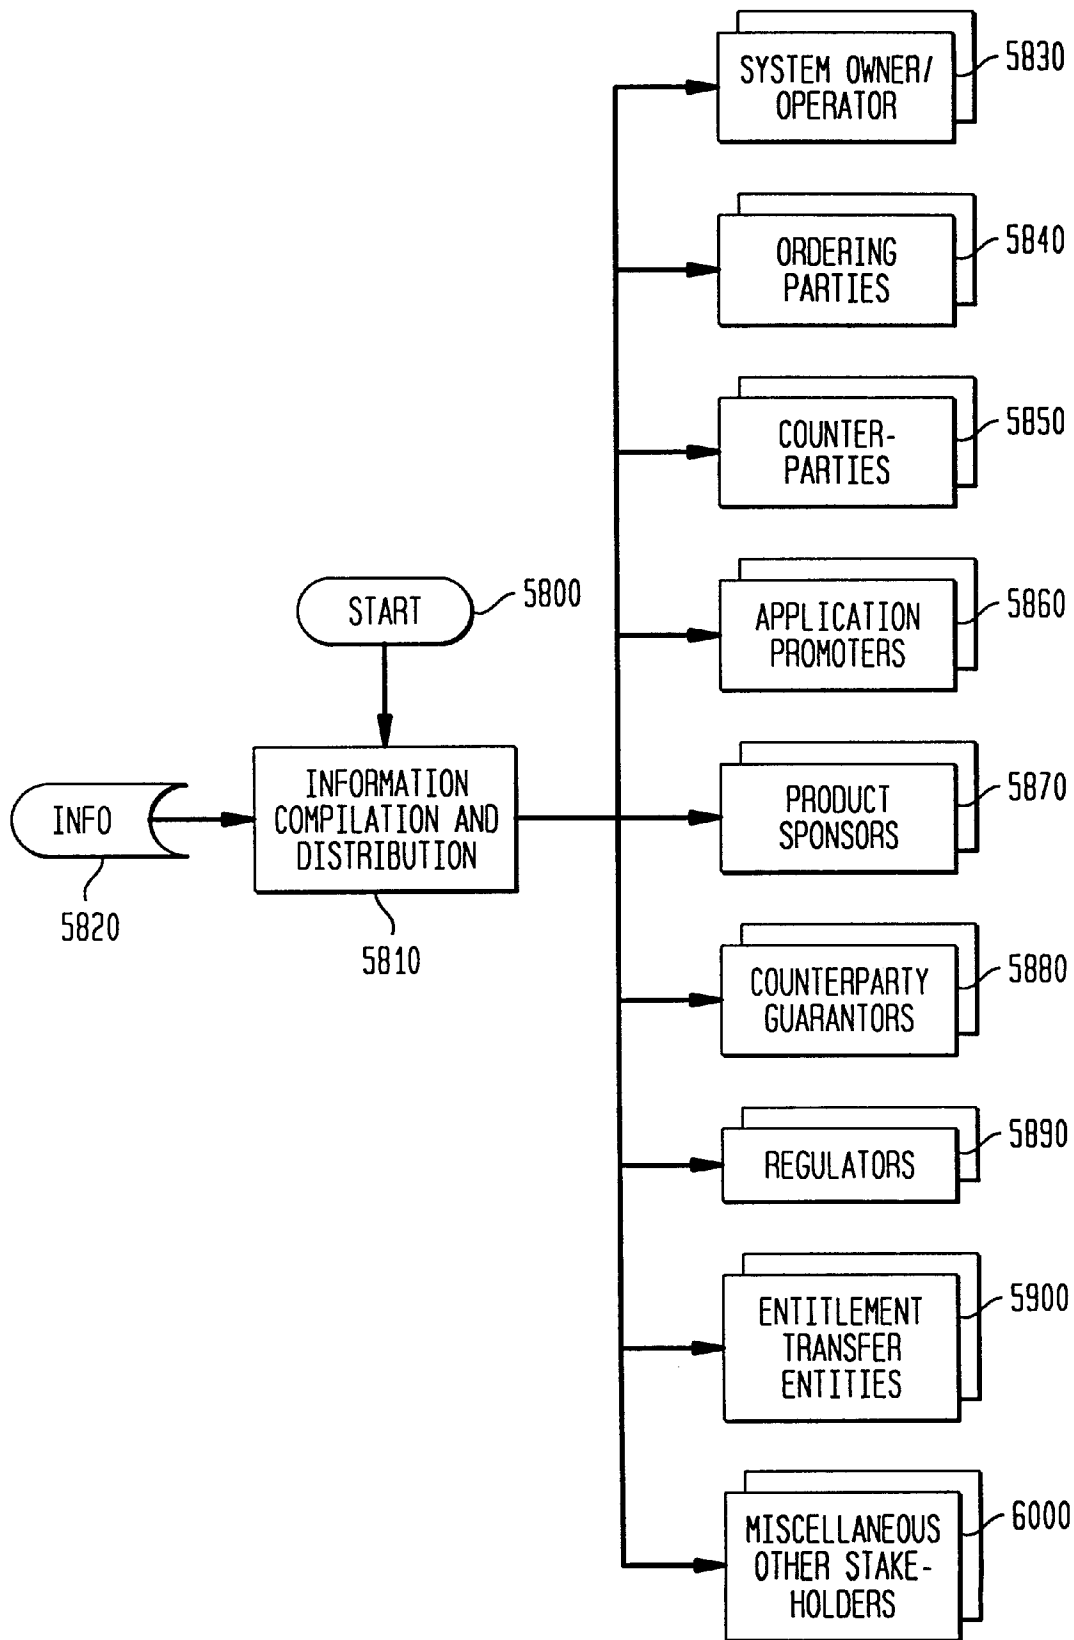 SYSTEM OWNER/
OPERATOR
5830
ORDERING
PARTIES
5840
COUNTER-
PARTIES
5850
START
5800
APPLICATION
PROMOTERS
5860
INFO
5820
INFORMATION
COMPILATION AND
DISTRIBUTION
5810
PRODUCT
SPONSORS
5870
COUNTERPARTY
GUARANTORS
5880
REGULATORS
5890
ENTITLEMENT
TRANSFER
ENTITIES
5900
MISCELLANEOUS
OTHER STAKE-
HOLDERS
6000